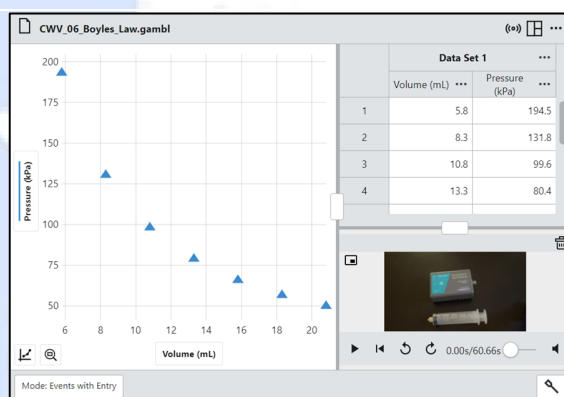 CWV_06_Boyles_Law.gambl
200
175
150
125
100
75
50
Pressure (kPa)
6 8 10 12 14 16 18 20
Volume (mL)
Mode: Events with Entry
Data Set 1
Volume (mL) Pressure (kPa)
1 5.8 194.5
2 8.3 131.8
3 10.8 99.6
4 13.3 80.4
0.00s/60.66s